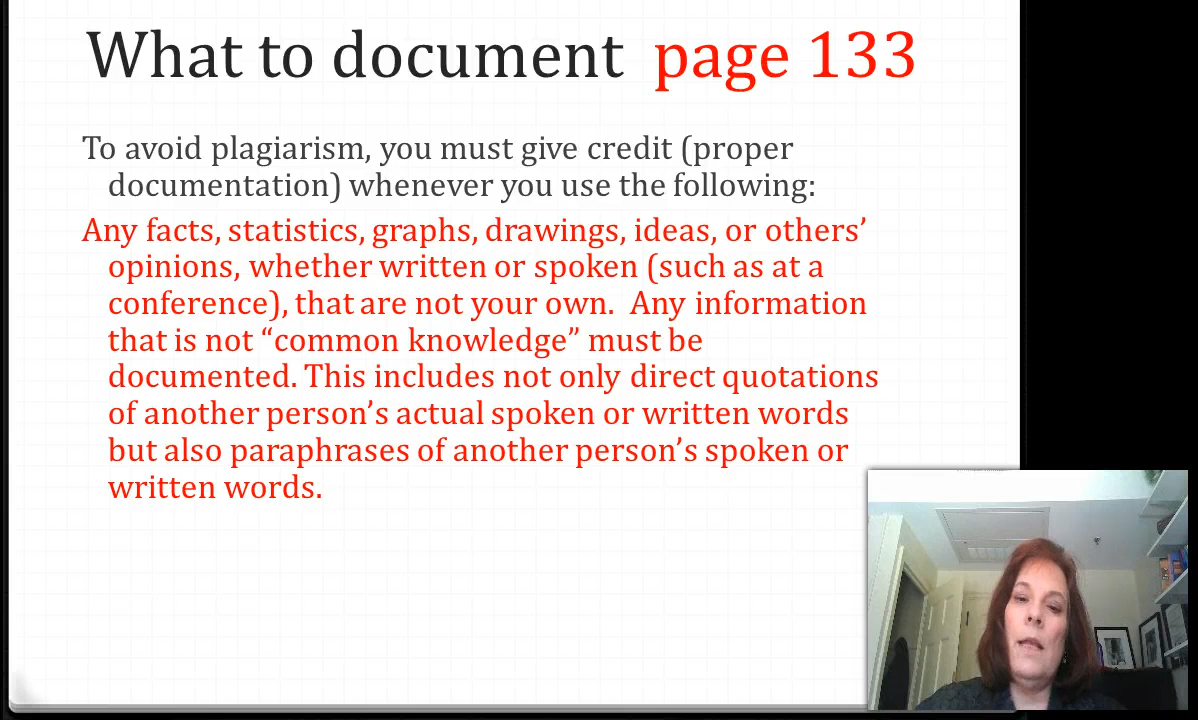 What to document page 133
To avoid plagiarism, you must give credit (proper
documentation) whenever you use the following:
Any facts, statistics, graphs, drawings, ideas, or others’
opinions, whether written or spoken (such as at a
conference), that are not your own. Any information
that is not “common knowledge” must be
documented. This includes not only direct quotations
of another person’s actual spoken or written words
but also paraphrases of another person’s spoken or
written words.